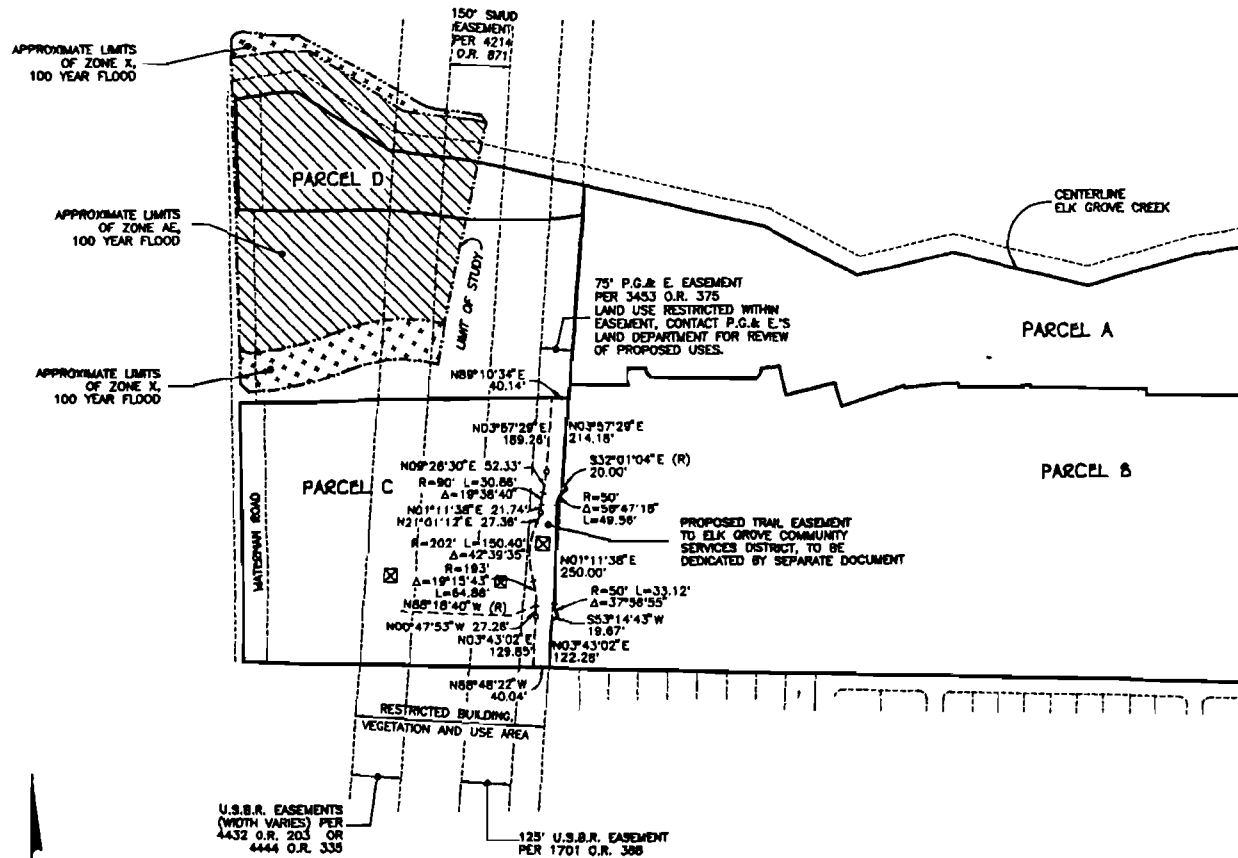 150' SMUD
EASEMENT
PER 4214
O.R. 871
APPROXIMATE LIMITS
OF ZONE X,
100 YEAR FLOOD
PARCEL D
CENTERLINE
ELK GROVE CREEK
APPROXIMATE LIMITS
OF ZONE AE,
100 YEAR FLOOD
LIMIT OF STUDY
75' P.G.& E. EASEMENT
PER 3453 O.R. 375
LAND USE RESTRICTED WITHIN
EASEMENT, CONTACT P.G.& E.'S
LAND DEPARTMENT FOR REVIEW
OF PROPOSED USES.
PARCEL A
APPROXIMATE LIMITS
OF ZONE X,
100 YEAR FLOOD
N89°10'34"E
40.14'
N03°57'29"E
189.26'
N03°57'29"E
214.18'
S32°01'04"E (R)
20.00'
N09°26'30"E 52.33'
PARCEL C
R=90' L=30.86'
Δ=19°38'40"
R=50'
Δ=56°47'18"
L=49.56'
PARCEL B
N01°11'38"E 21.74'
N21°01'12"E 27.36'
PROPOSED TRAIL EASEMENT
TO ELK GROVE COMMUNITY
SERVICES DISTRICT, TO BE
DEDICATED BY SEPARATE DOCUMENT
WATERMAN ROAD
R=202' L=150.40'
Δ=42°39'35"
N01°11'38"E
250.00'
R=193'
Δ=19°15'43"
L=64.88'
R=50' L=33.12'
Δ=37°56'55"
N88°18'40"W (R)
S53°14'43"W
19.67'
N00°47'53"W 27.26'
N03°43'02"E
129.85'
N03°43'02"E
122.28'
N88°48'22"W
40.04'
RESTRICTED BUILDING,
VEGETATION AND USE AREA
U.S.B.R. EASEMENTS
(WIDTH VARIES) PER
4432 O.R. 203 OR
4444 O.R. 335
125' U.S.B.R. EASEMENT
PER 1701 O.R. 388